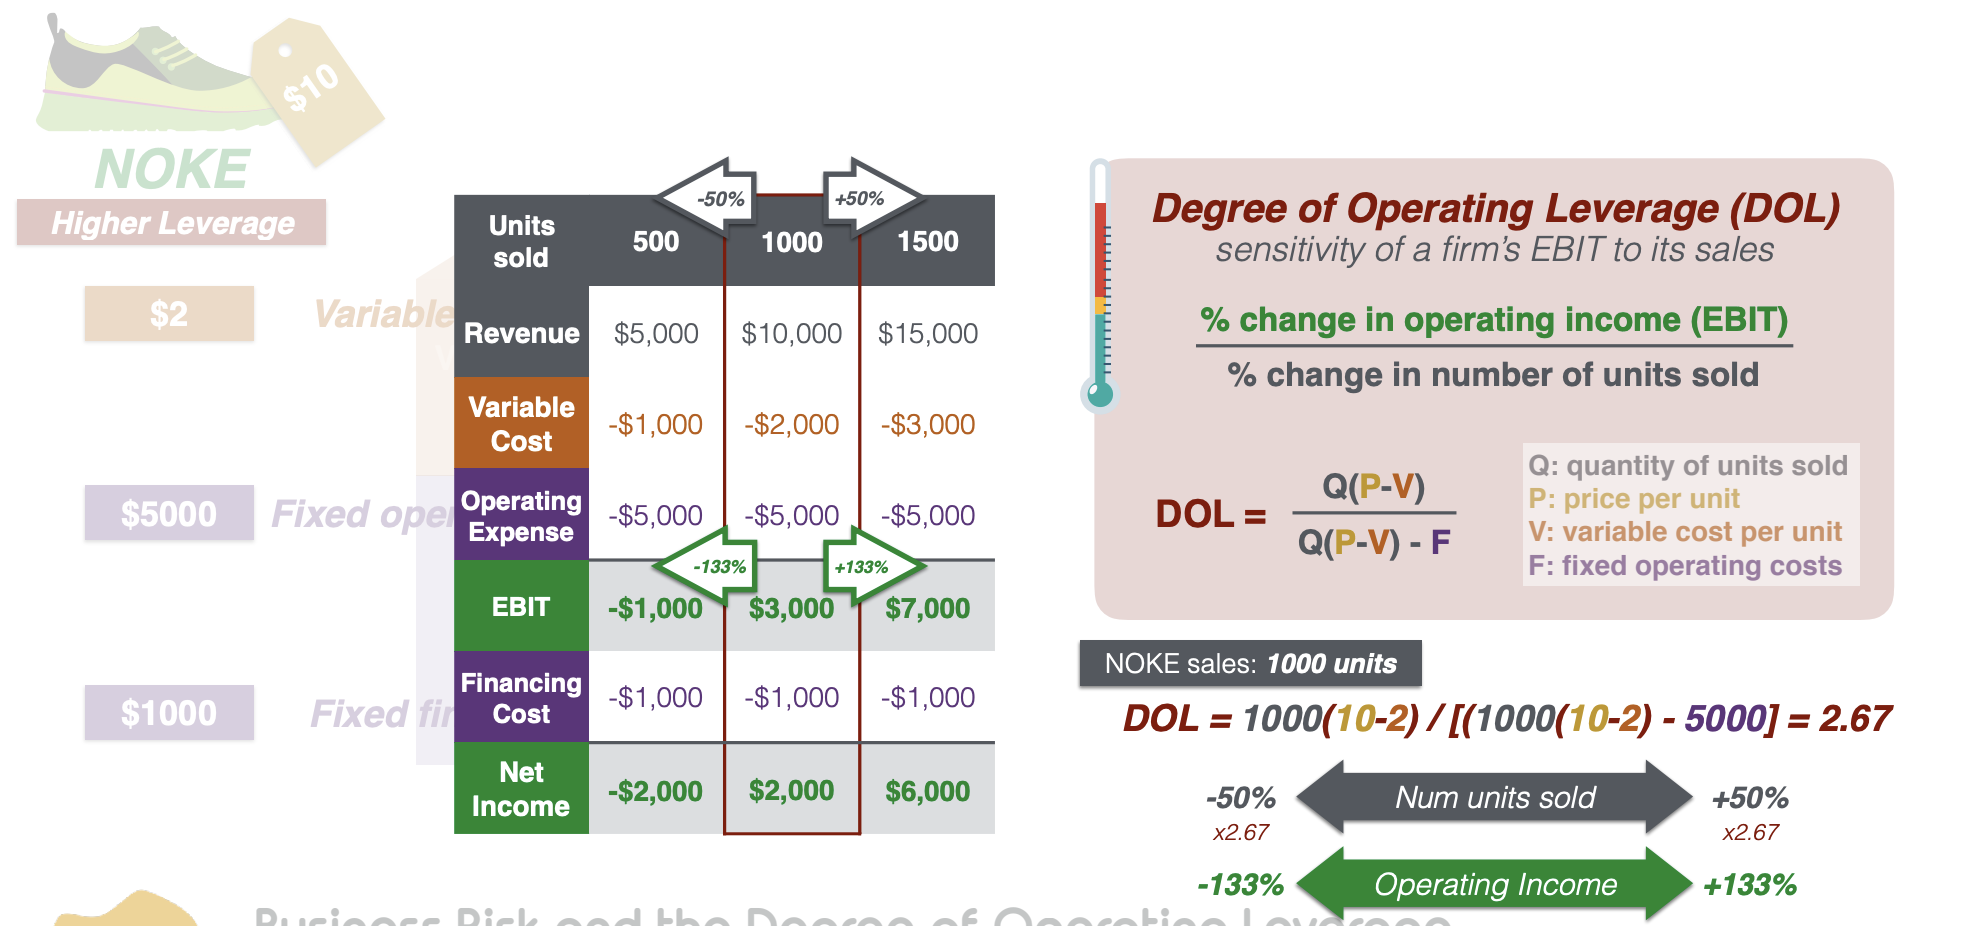 $10
NOKE
Higher Leverage
$2
Variable
$5000
Fixed oper
$1000
Fixed fin
-50%
+50%
Units sold 500 1000 1500
Revenue $5,000 $10,000 $15,000
Variable Cost -$1,000 -$2,000 -$3,000
Operating Expense -$5,000 -$5,000 -$5,000
-133%
+133%
EBIT -$1,000 $3,000 $7,000
Financing Cost -$1,000 -$1,000 -$1,000
Net Income -$2,000 $2,000 $6,000
Degree of Operating Leverage (DOL)
sensitivity of a firm's EBIT to its sales
% change in operating income (EBIT)
% change in number of units sold
DOL =
Q(P-V)
Q(P-V) - F
Q: quantity of units sold
P: price per unit
V: variable cost per unit
F: fixed operating costs
NOKE sales: 1000 units
DOL = 1000(10-2) / [(1000(10-2) - 5000] = 2.67
-50% Num units sold +50%
x2.67 x2.67
-133% Operating Income +133%
Business Risk and the Degree of Operating Leverage